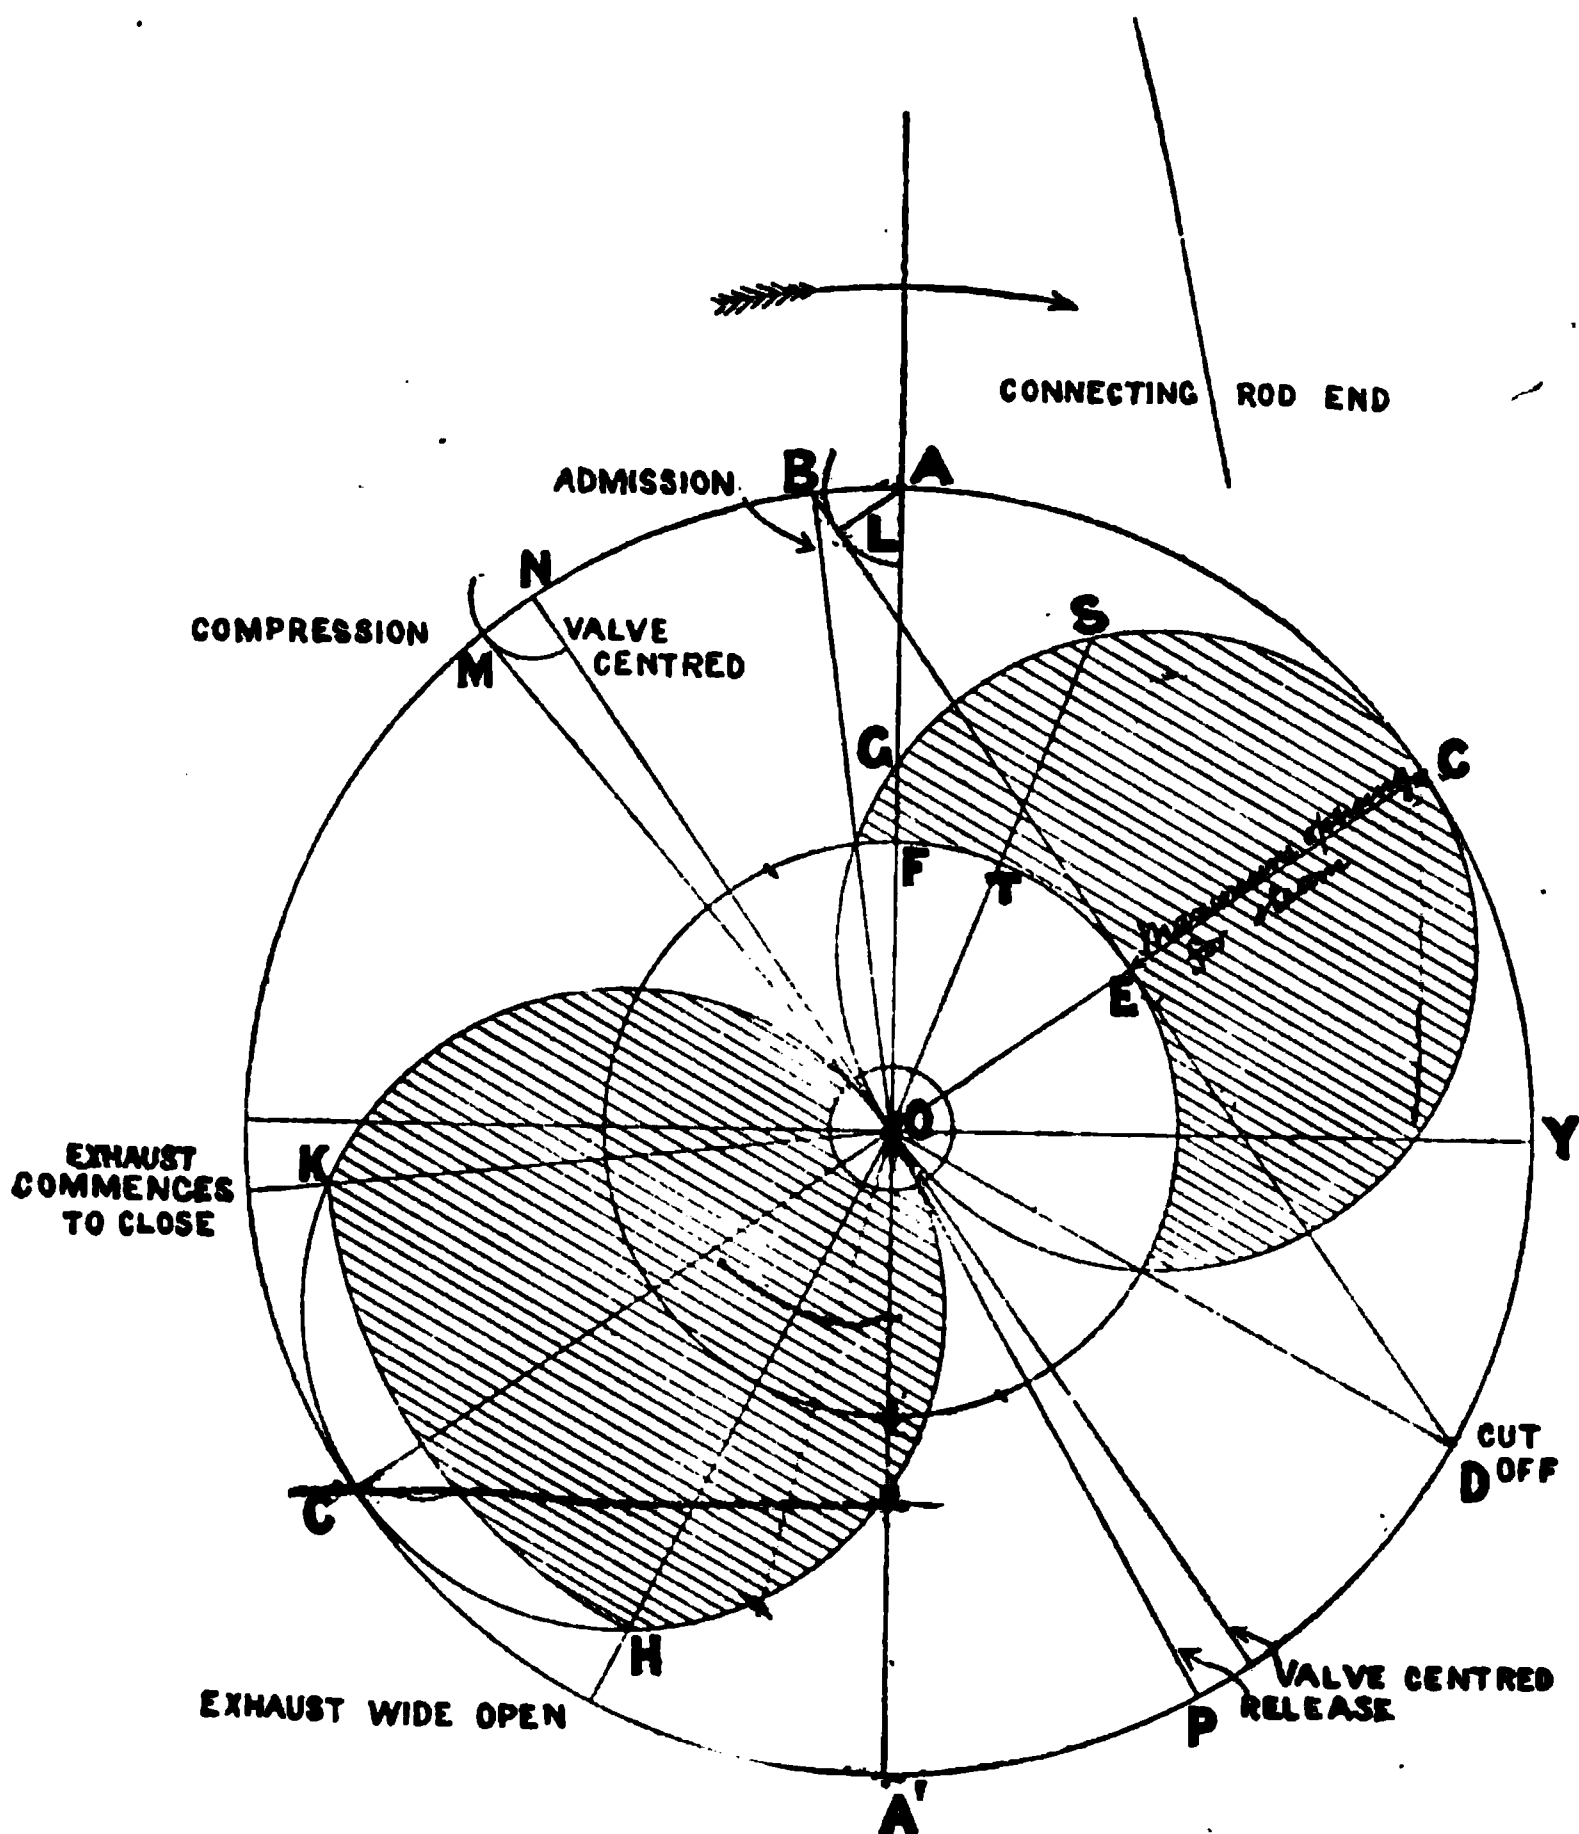 CONNECTING ROD END
ADMISSION
B
A
L
N
COMPRESSION
M
VALVE
CENTRED
S
G
C
F
T
E
O
Y
K
EXHAUST
COMMENCES
TO CLOSE
C
CUT
OFF
D
H
EXHAUST WIDE OPEN
VALVE CENTRED
RELEASE
P
A'